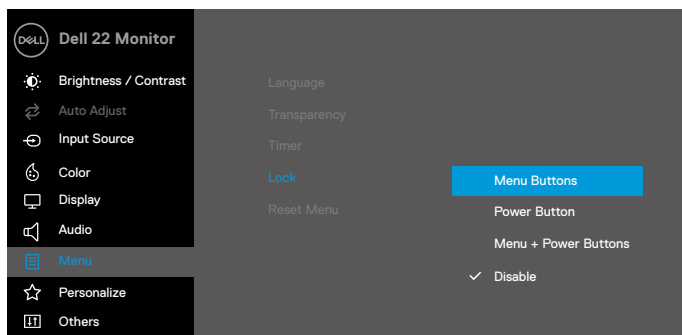 DELL Dell 22 Monitor
Brightness / Contrast
Auto Adjust
Input Source
Color
Display
Audio
Menu
Personalize
Others
Language
Transparency
Timer
Lock
Reset Menu
Menu Buttons
Power Button
Menu + Power Buttons
Disable